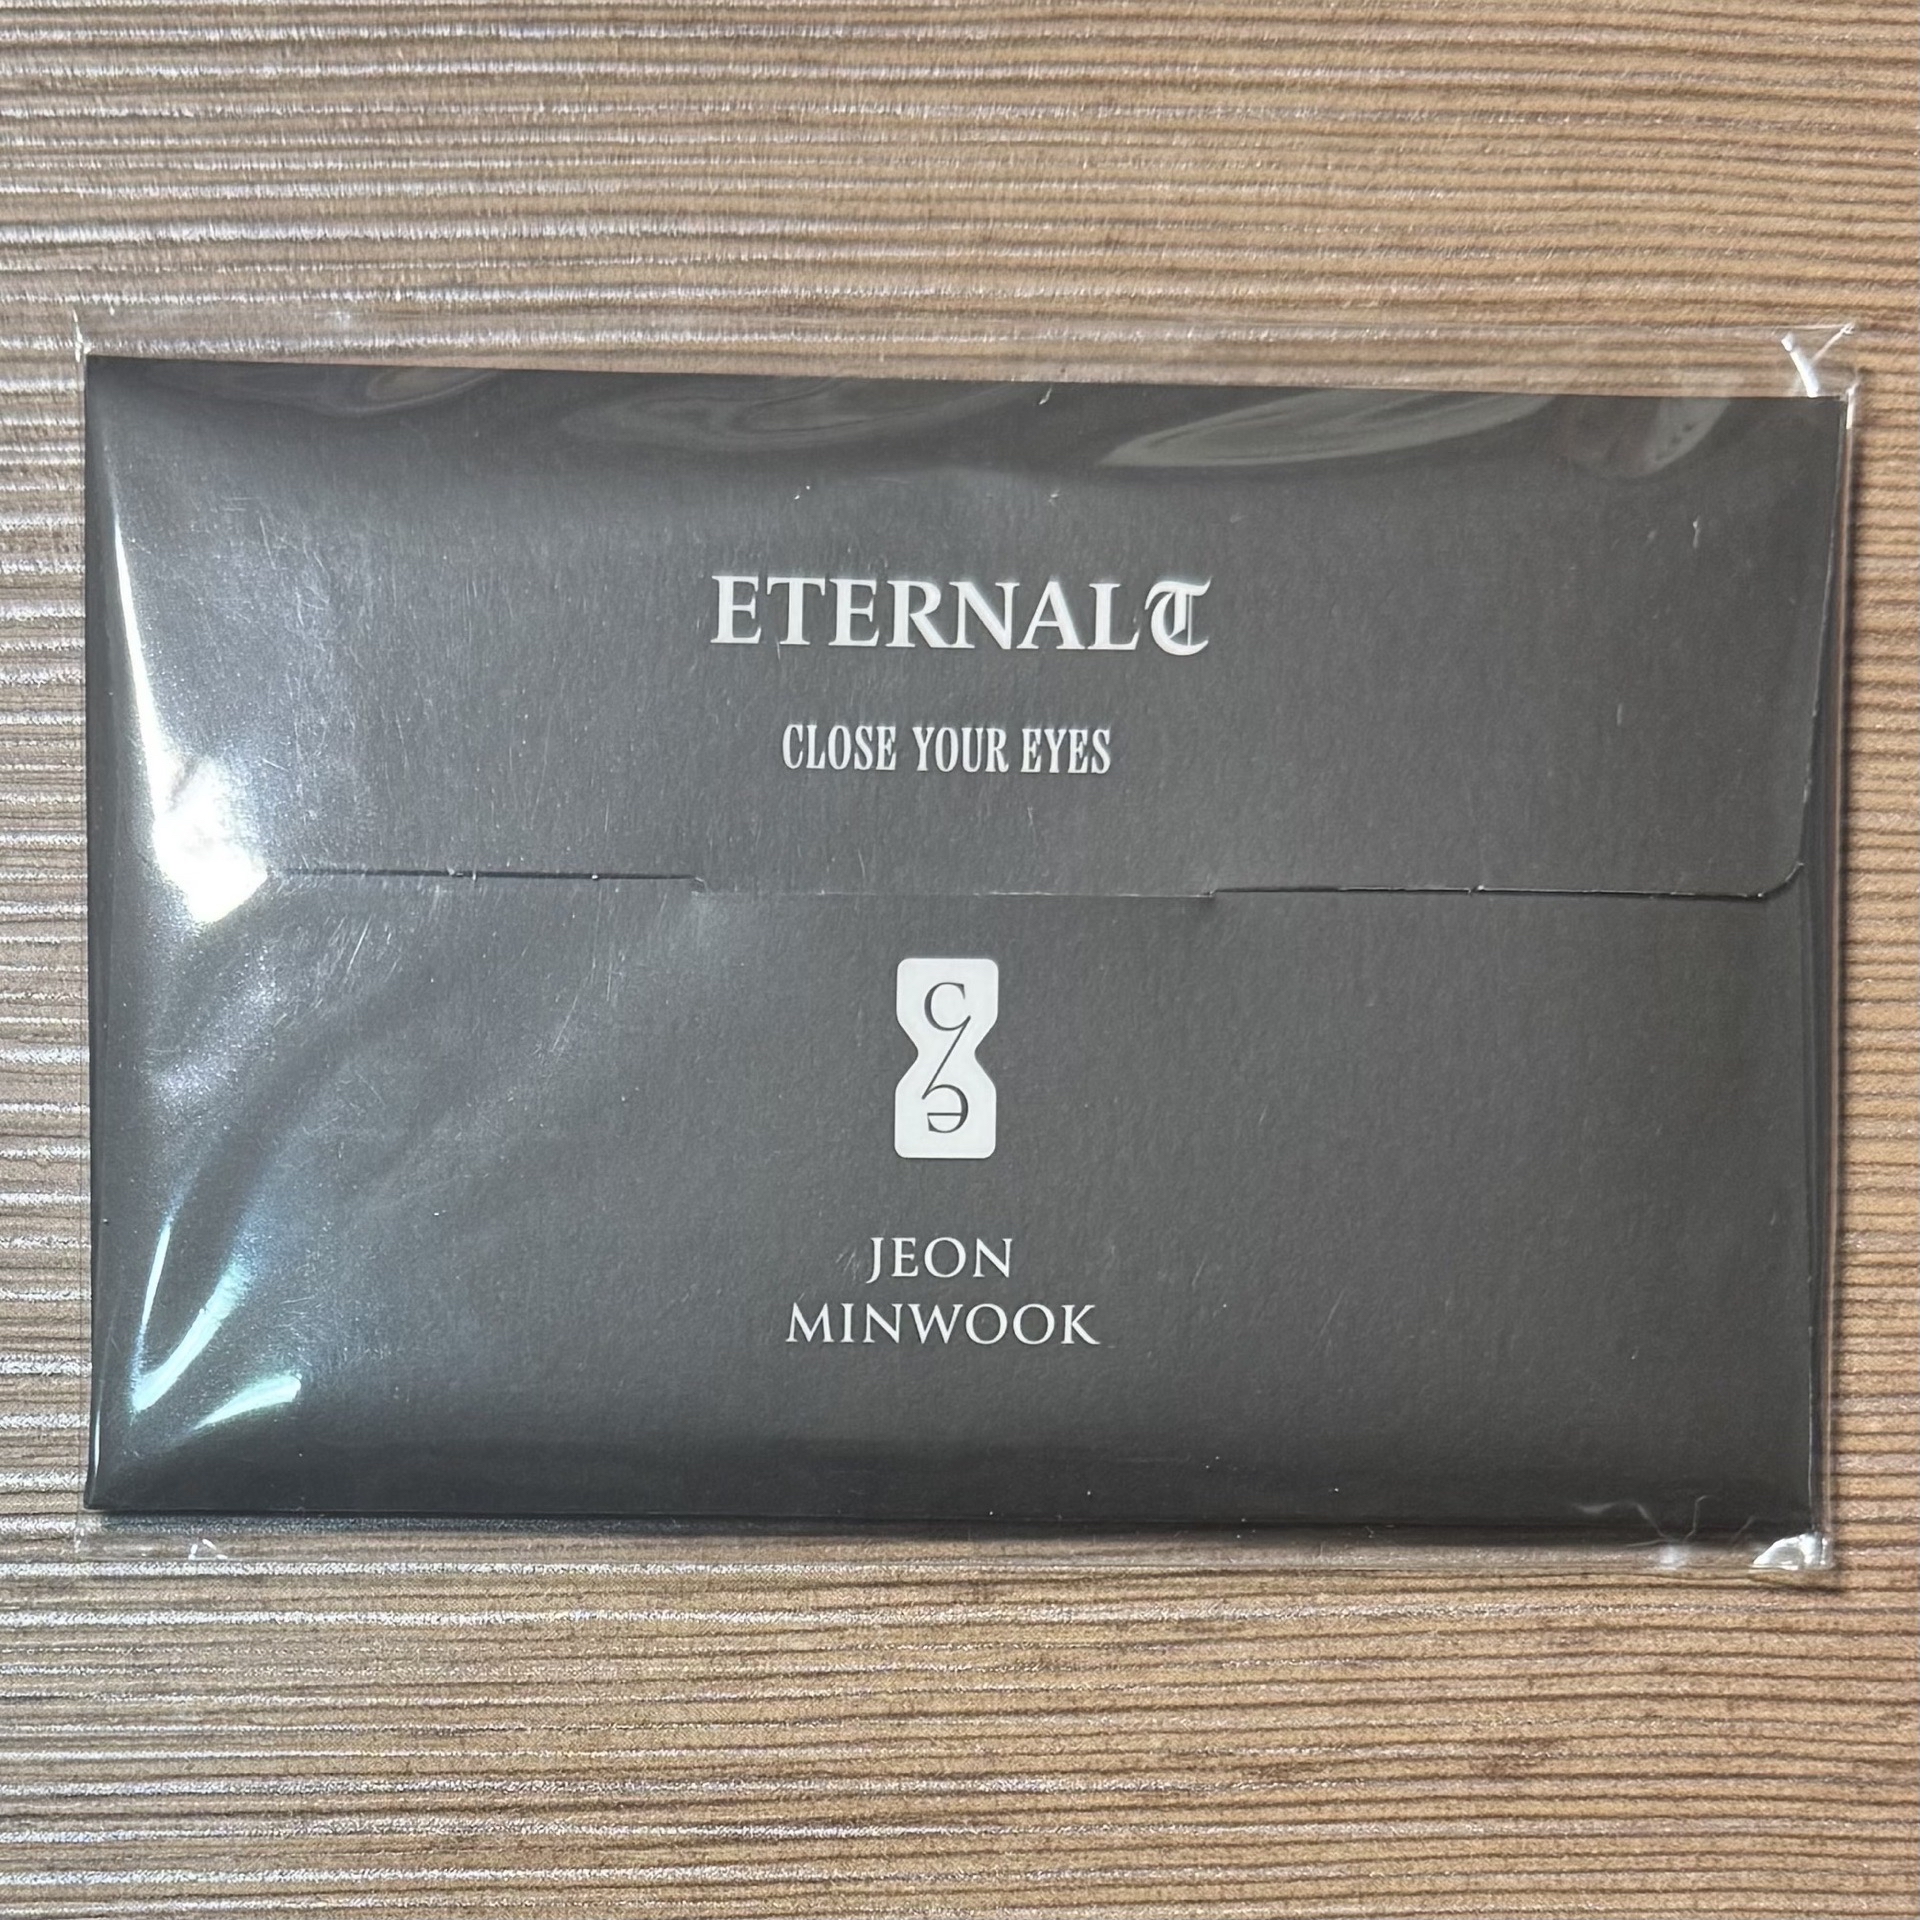 ETERNALT
CLOSE YOUR EYES
c/e
JEON
MINWOOK